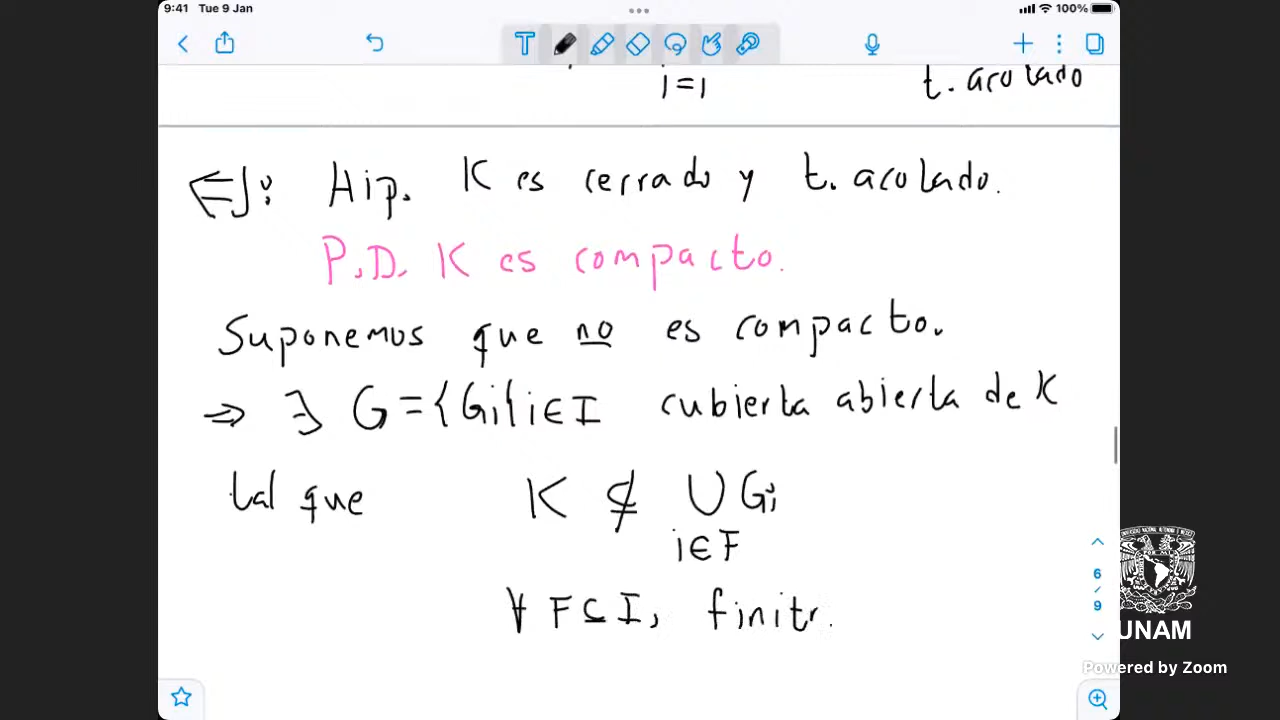 9:41 Tue 9 Jan
100%
i=1
t. acotado
⇐]: Hip. K es cerrado y t. acotado.
P.D. K es compacto.
Suponemos que no es compacto.
⇒ ∃ G = {Gi}i∈I cubierta abierta de K
tal que K ⊈ ∪ Gi
i∈F
∀ F⊆I, finito
6
9
UNAM
Powered by Zoom